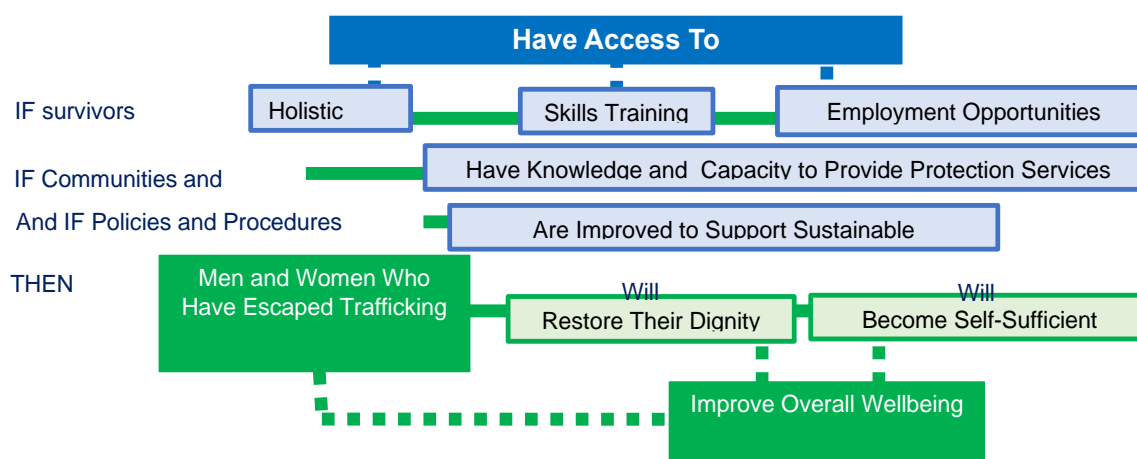 Have Access To
IF survivors
Holistic
Skills Training
Employment Opportunities
IF Communities and
Have Knowledge and Capacity to Provide Protection Services
And IF Policies and Procedures
Are Improved to Support Sustainable
THEN
Men and Women Who
Have Escaped Trafficking
Will
Restore Their Dignity
Will
Become Self-Sufficient
Improve Overall Wellbeing